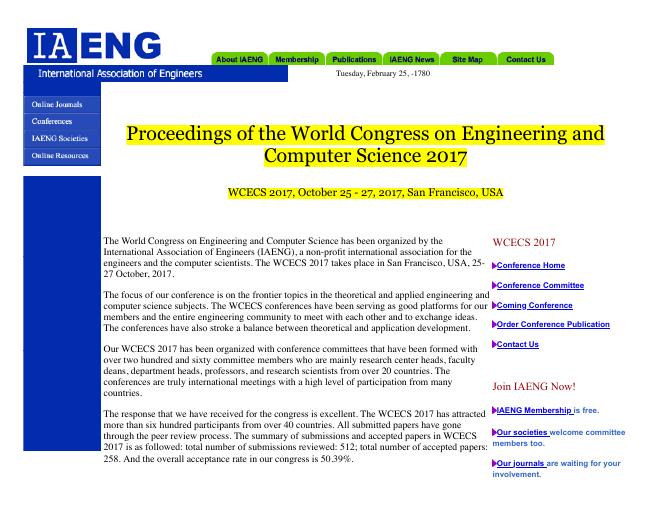 IAENG
About IAENG
Membership
Publications
IAENG News
Site Map
Contact Us
International Association of Engineers
Tuesday, February 25, -1780
Online Journals
Conferences
IAENG Societies
Online Resources
Proceedings of the World Congress on Engineering and
Computer Science 2017
WCECS 2017, October 25 - 27, 2017, San Francisco, USA
The World Congress on Engineering and Computer Science has been organized by the
International Association of Engineers (IAENG), a non-profit international association for the
engineers and the computer scientists. The WCECS 2017 takes place in San Francisco, USA, 25-
27 October, 2017.
The focus of our conference is on the frontier topics in the theoretical and applied engineering and
computer science subjects. The WCECS conferences have been serving as good platforms for our
members and the entire engineering community to meet with each other and to exchange ideas.
The conferences have also stroke a balance between theoretical and application development.
Our WCECS 2017 has been organized with conference committees that have been formed with
over two hundred and sixty committee members who are mainly research center heads, faculty
deans, department heads, professors, and research scientists from over 20 countries. The
conferences are truly international meetings with a high level of participation from many
countries.
The response that we have received for the congress is excellent. The WCECS 2017 has attracted
more than six hundred participants from over 40 countries. All submitted papers have gone
through the peer review process. The summary of submissions and accepted papers in WCECS
2017 is as followed: total number of submissions reviewed: 512; total number of accepted papers:
258. And the overall acceptance rate in our congress is 50.39%.
WCECS 2017
Conference Home
Conference Committee
Coming Conference
Order Conference Publication
Contact Us
Join IAENG Now!
IAENG Membership is free.
Our societies welcome committee
members too.
Our journals are waiting for your
involvement.